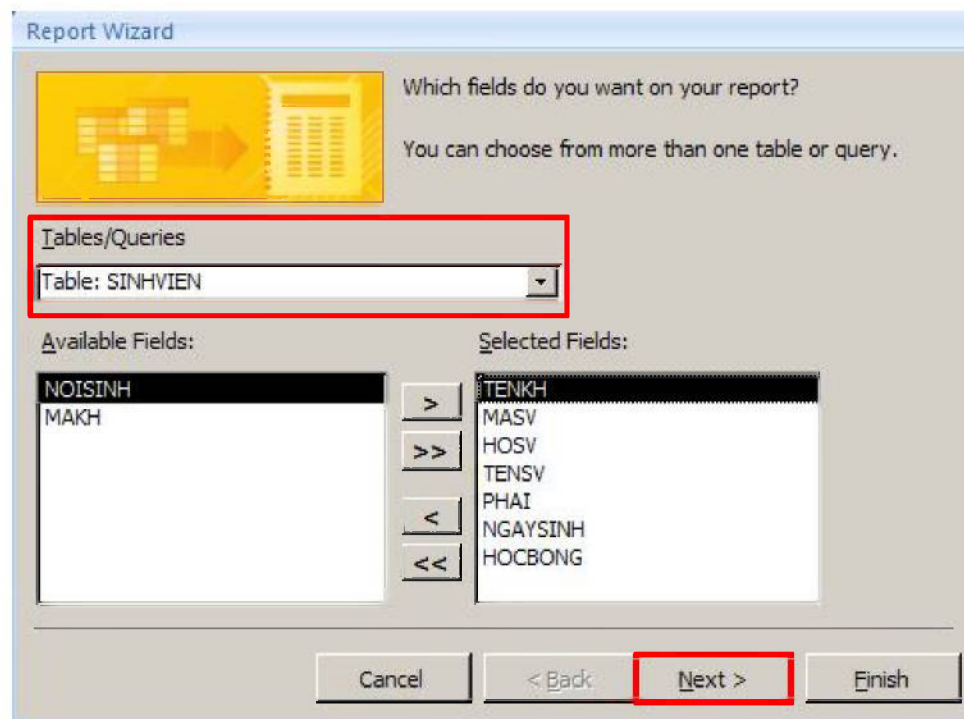 Report Wizard
Which fields do you want on your report?
You can choose from more than one table or query.
Tables/Queries
Table: SINHVIEN
Available Fields:
Selected Fields:
NOISINH
MAKH
>
>>
<
<<
TENKH
MASV
HOSV
TENSV
PHAI
NGAYSINH
HOCBONG
Cancel
< Back
Next >
Finish